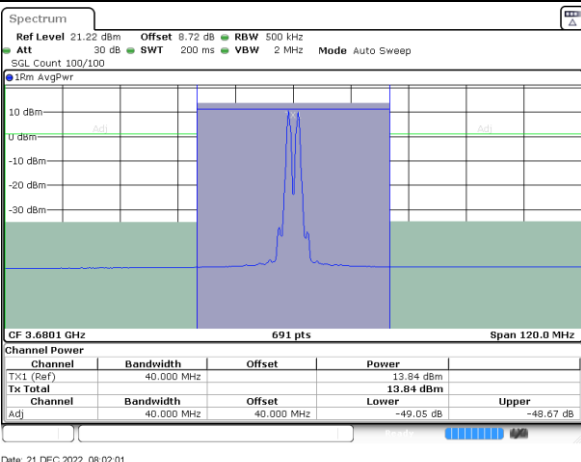 Spectrum
Ref Level 21.22 dBm Offset 8.72 dB RBW 500 kHz
Att 30 dB SWT 200 ms VBW 2 MHz Mode Auto Sweep
SGL Count 100/100
1Rm AvgPwr
10 dBm
Adj Adj
0 dBm
-10 dBm
-20 dBm
-30 dBm
CF 3.6801 GHz 691 pts Span 120.0 MHz
Channel Power
Channel Bandwidth Offset Power
TX1 (Ref) 40.000 MHz 13.84 dBm
Tx Total 13.84 dBm
Channel Bandwidth Offset Lower Upper
Adj 40.000 MHz 40.000 MHz -49.05 dB -48.67 dB
Ready
Date: 21.DEC.2022 08:02:01